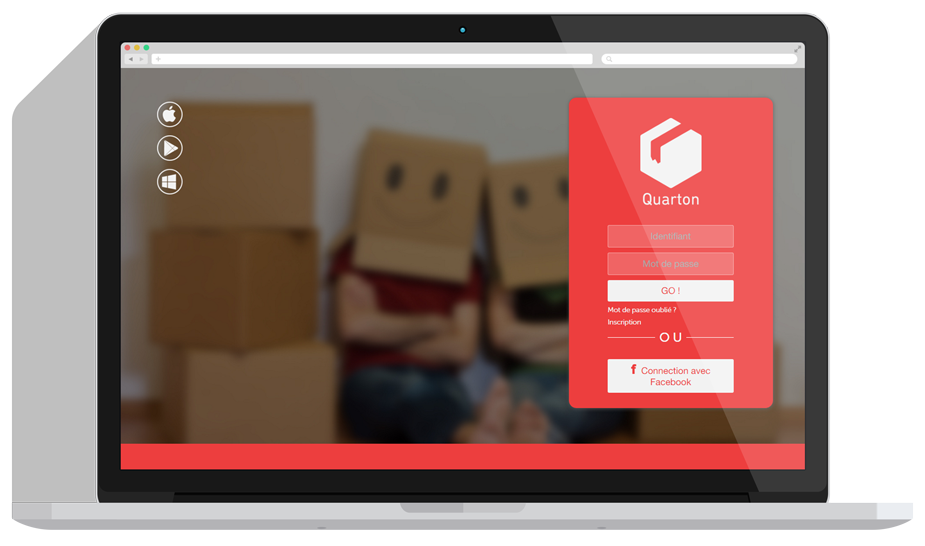 Quarton
Identifiant
Mot de passe
GO !
Mot de passe oublié ?
Inscription
OU
f Connection avec
Facebook